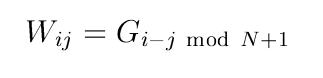 W_{ij} = G_{i-j \mod N+1}